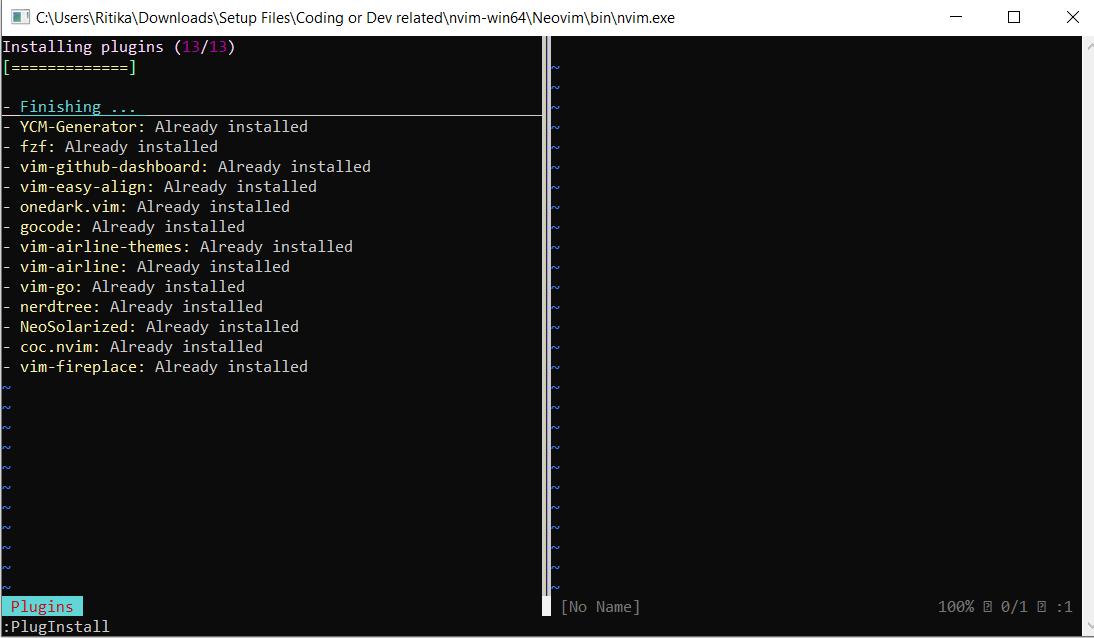 C:\Users\Ritika\Downloads\Setup Files\Coding or Dev related\nvim-win64\Neovim\bin\nvim.exe
Installing plugins (13/13)
[=============]
- Finishing ...
- YCM-Generator: Already installed
- fzf: Already installed
- vim-github-dashboard: Already installed
- vim-easy-align: Already installed
- onedark.vim: Already installed
- gocode: Already installed
- vim-airline-themes: Already installed
- vim-airline: Already installed
- vim-go: Already installed
- nerdtree: Already installed
- NeoSolarized: Already installed
- coc.nvim: Already installed
- vim-fireplace: Already installed
Plugins
[No Name] 100% 0/1 :1
:PlugInstall